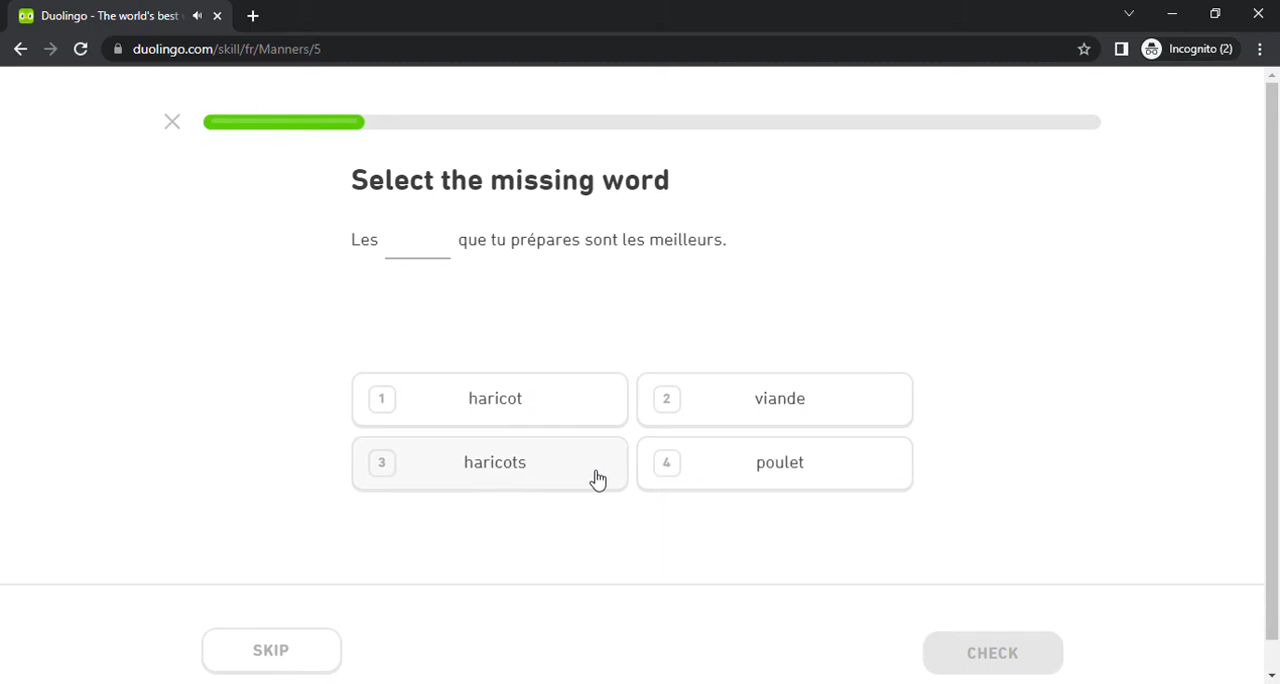 Duolingo - The world's best
duolingo.com/skill/fr/Manners/5
Incognito (2)
Select the missing word
Les ______ que tu prépares sont les meilleurs.
1 haricot
2 viande
3 haricots
4 poulet
SKIP
CHECK